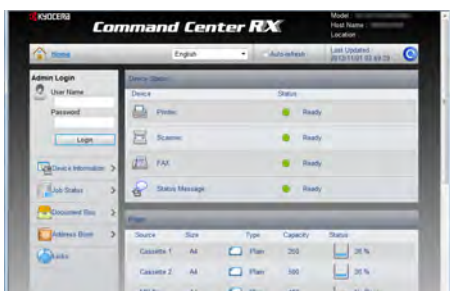 KYOCERA
Command Center RX
Model :
Host Name :
Location :
Home
English
Auto-refresh
Last Updated :
Admin Login
User Name
Password
Login
Device Information
Job Status
Document Box
Address Book
Links
Device Status
Device Status
Printer Ready
Scanner Ready
FAX Ready
Status Message Ready
Paper
Source Size Type Capacity Status
Cassette 1 A4 Plain
Cassette 2 A4 Plain 500